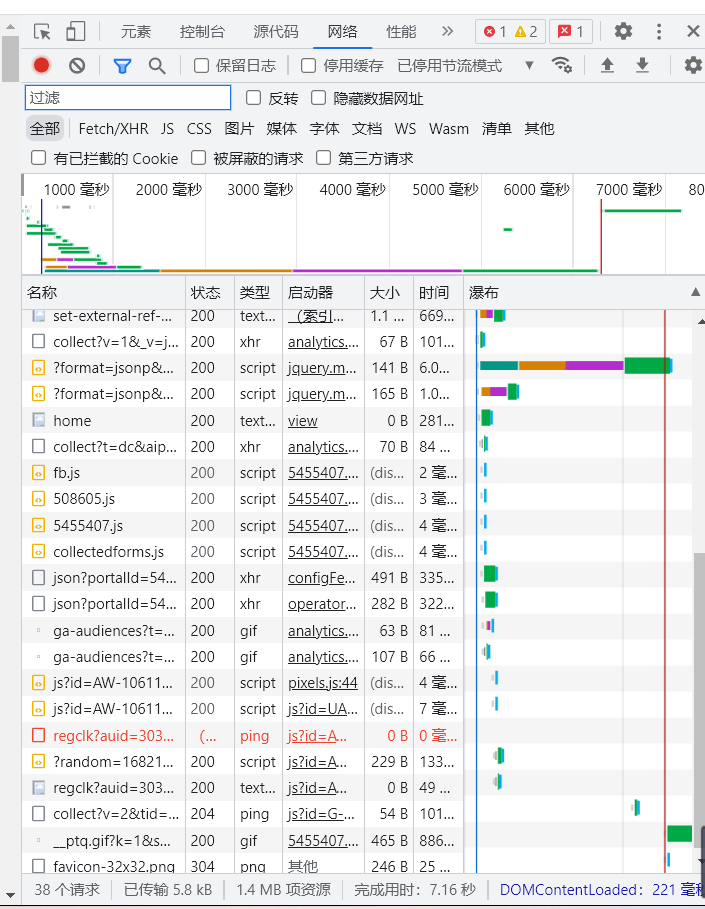 元素 控制台 源代码 网络 性能 » 1 2 1
保留日志 停用缓存 已停用节流模式
过滤 反转 隐藏数据网址
全部 Fetch/XHR JS CSS 图片 媒体 字体 文档 WS Wasm 清单 其他
有已拦截的 Cookie 被屏蔽的请求 第三方请求
1000 毫秒 2000 毫秒 3000 毫秒 4000 毫秒 5000 毫秒 6000 毫秒 7000 毫秒 80
名称 状态 类型 启动器 大小 时间 瀑布
set-external-ref-... 200 text... （索引... 1.1 ... 669...
collect?v=1&_v=j... 200 xhr analytics.... 67 B 101...
?format=jsonp&... 200 script jquery.m... 141 B 6.0...
?format=jsonp&... 200 script jquery.m... 165 B 1.0...
home 200 text... view 0 B 281...
collect?t=dc&aip... 200 xhr analytics.... 70 B 84 ...
fb.js 200 script 5455407.... (dis... 2 毫...
508605.js 200 script 5455407.... (dis... 3 毫...
5455407.js 200 script 5455407.... (dis... 4 毫...
collectedforms.js 200 script 5455407.... (dis... 4 毫...
json?portalId=54... 200 xhr configFe... 491 B 335...
json?portalId=54... 200 xhr operator... 282 B 322...
ga-audiences?t=... 200 gif analytics.... 63 B 81 ...
ga-audiences?t=... 200 gif analytics.... 107 B 66 ...
js?id=AW-10611... 200 script pixels.js:44 (dis... 4 毫...
js?id=AW-10611... 200 script js?id=UA... (dis... 7 毫...
regclk?auid=303... (... ping js?id=A... 0 B 0 毫...
?random=16821... 200 script js?id=A... 229 B 133...
regclk?auid=303... 200 text... js?id=A... 0 B 49 ...
collect?v=2&tid=... 204 ping js?id=G-... 54 B 101...
__ptq.gif?k=1&s... 200 gif 5455407.... 465 B 886...
favicon-32x32.png 304 png 其他 246 B 25 ...
38 个请求 已传输 5.8 kB 1.4 MB 项资源 完成用时：7.16 秒 DOMContentLoaded：221 毫秒